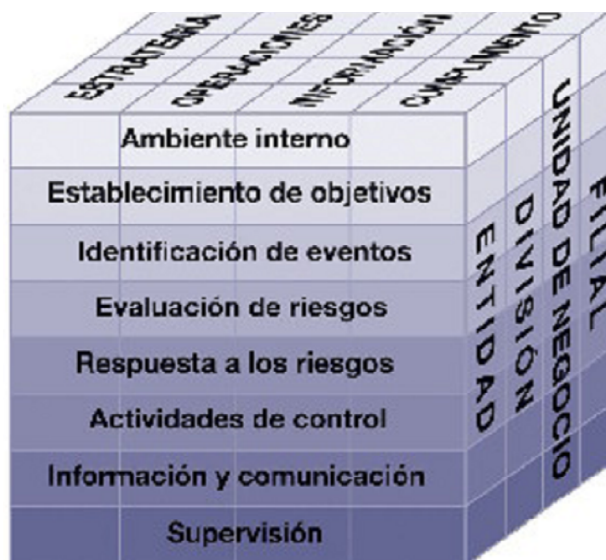 ESTRATEGIA
OPERACIONES
INFORMACIÓN
CUMPLIMIENTO
Ambiente interno
Establecimiento de objetivos
Identificación de eventos
Evaluación de riesgos
Respuesta a los riesgos
Actividades de control
Información y comunicación
Supervisión
ENTIDAD
DIVISIÓN
UNIDAD DE NEGOCIO
FILIAL